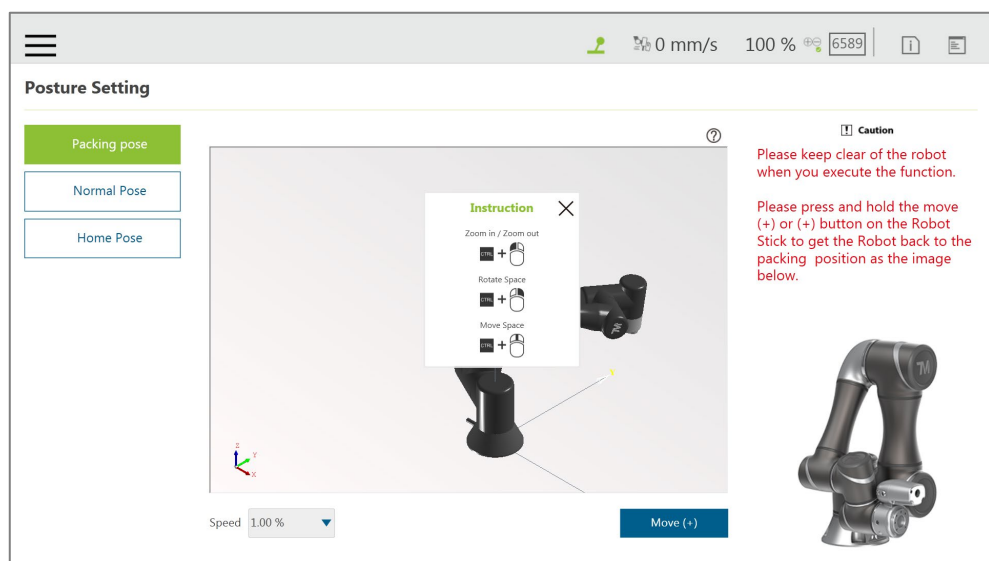 0 mm/s 100 % 6589
Posture Setting
Packing pose
Normal Pose
Home Pose
Instruction
Zoom in / Zoom out
CTRL +
Rotate Space
CTRL +
Move Space
CTRL +
TM
Y
Z
Y
X
Speed 1.00 %
Move (+)
Caution
Please keep clear of the robot
when you execute the function.
Please press and hold the move
(+) or (+) button on the Robot
Stick to get the Robot back to the
packing  position as the image
below.
TM